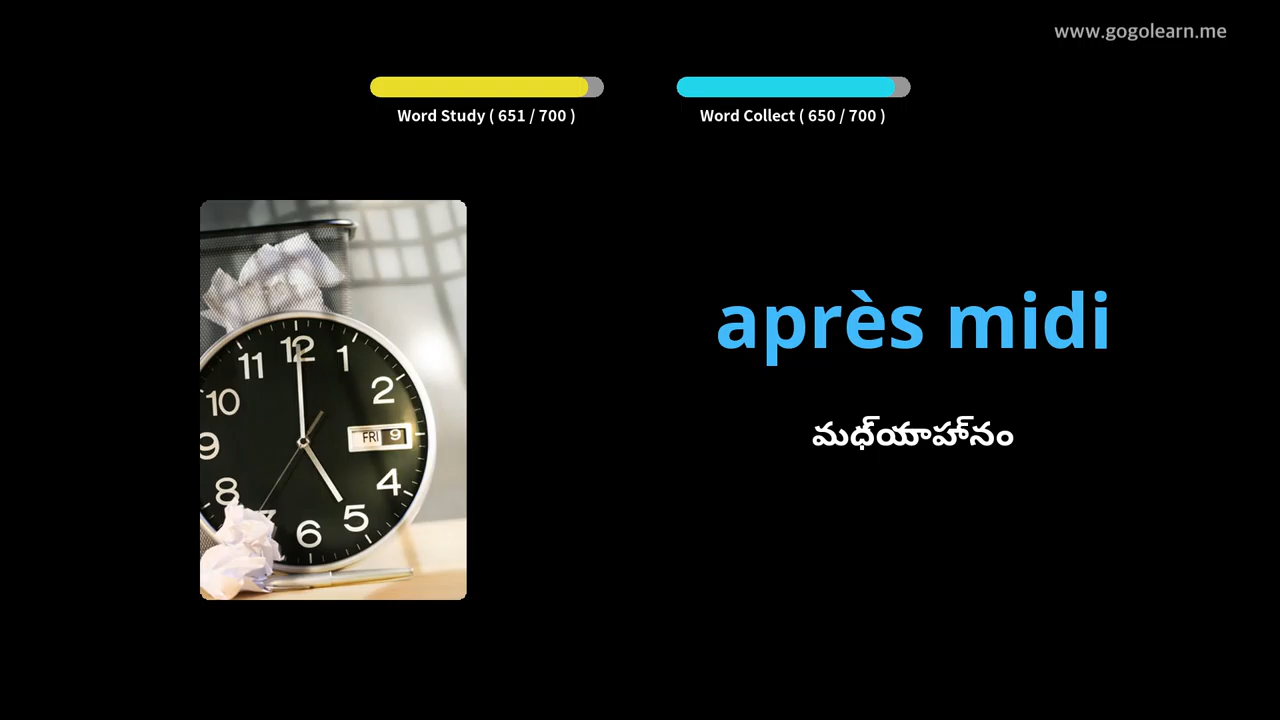 www.gogolearn.me
Word Study ( 651 / 700 )
Word Collect ( 650 / 700 )
après midi
మధ్‌యాహాన్‌నం
11
12
1
10
2
9
FRI 9
8
4
7
5
6